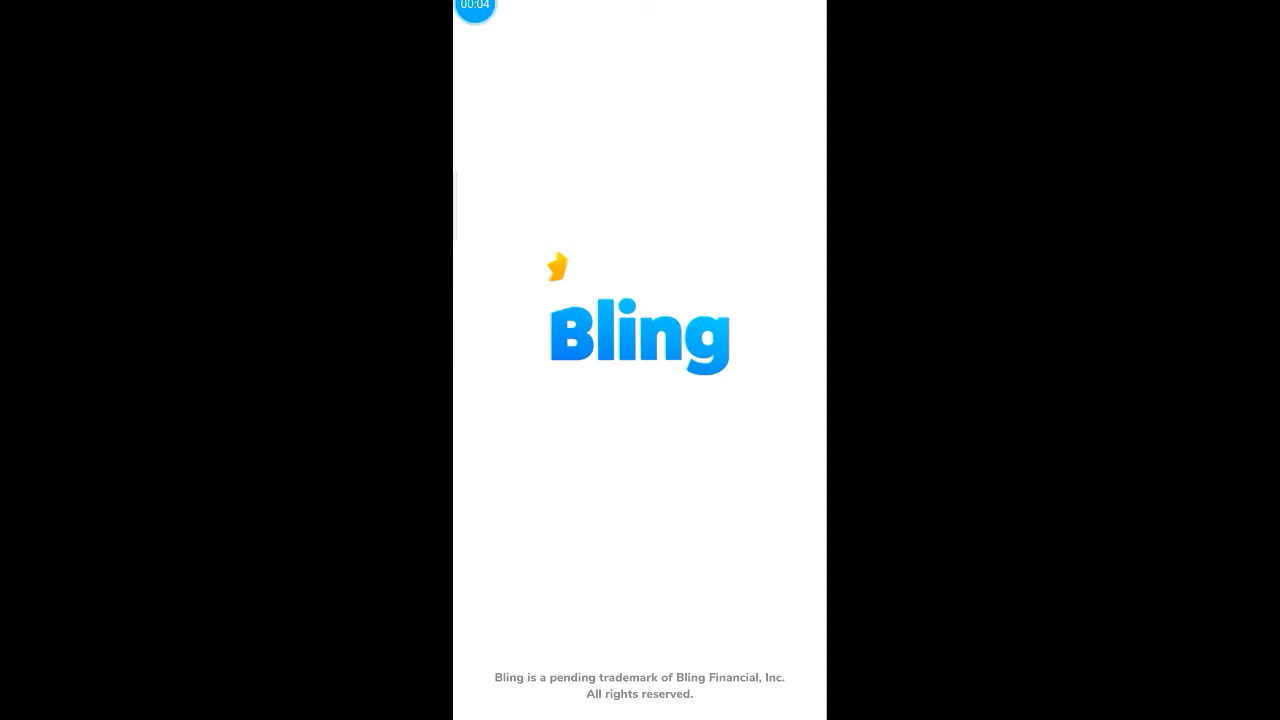 00:04
Bling
Bling is a pending trademark of Bling Financial, Inc.
All rights reserved.